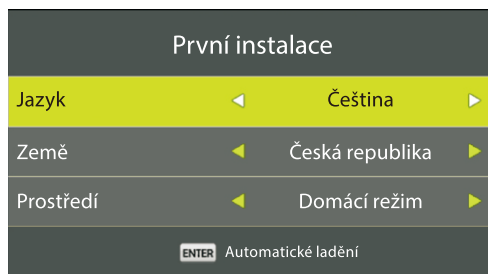 První instalace
Jazyk Čeština
Země Česká republika
Prostředí Domácí režim
ENTER Automatické ladění